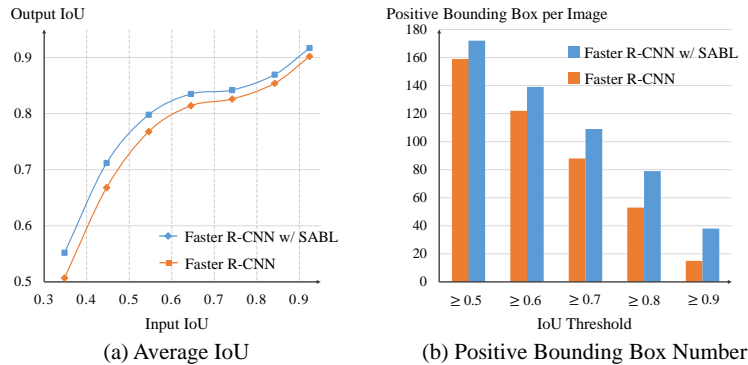 Output IoU
0.9
0.8
0.7
0.6
0.5
0.3 0.4 0.5 0.6 0.7 0.8 0.9
Input IoU
Faster R-CNN w/ SABL
Faster R-CNN
(a) Average IoU
Positive Bounding Box per Image
180
160
140
120
100
80
60
40
20
0
Faster R-CNN w/ SABL
Faster R-CNN
≥ 0.5 ≥ 0.6 ≥ 0.7 ≥ 0.8 ≥ 0.9
IoU Threshold
(b) Positive Bounding Box Number